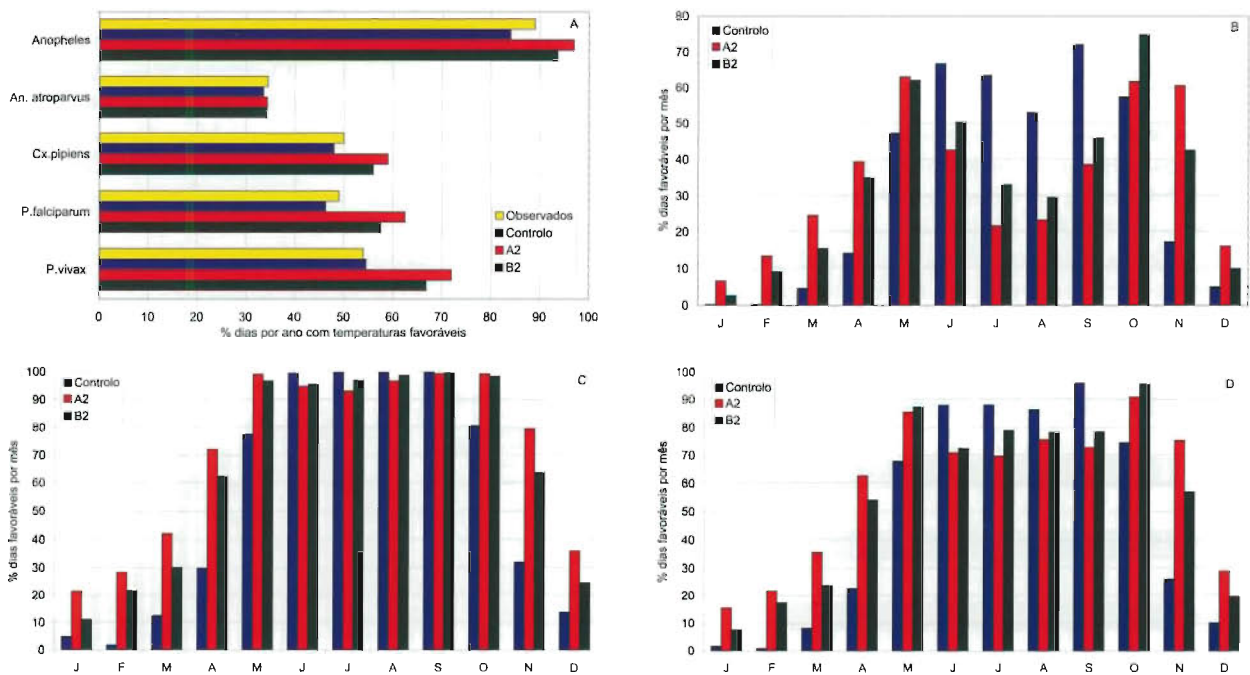 A
Anopheles
An. atroparvus
Cx.pipiens
P.falciparum
P.vivax
Observados
Controlo
A2
B2
0 10 20 30 40 50 60 70 80 90 100
% dias por ano com temperaturas favoráveis
B
Controlo
A2
B2
80
70
60
50
40
30
20
10
0
% dias favoráveis por mês
J F M A M J J A S O N D
C
Controlo
A2
B2
100
90
80
70
60
50
40
30
20
10
0
% dias favoráveis por mês
J F M A M J J A S O N D
D
Controlo
A2
B2
100
90
80
70
60
50
40
30
20
10
0
% dias favoráveis por mês
J F M A M J J A S O N D